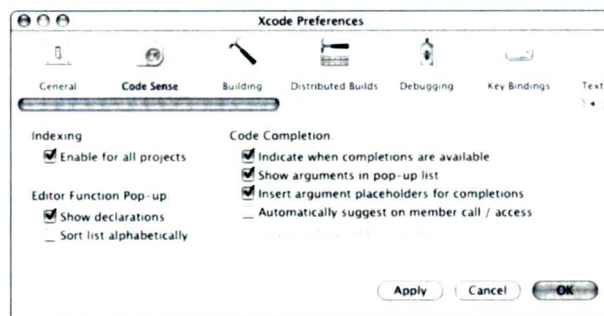 Xcode Preferences
General Code Sense Building Distributed Builds Debugging Key Bindings Text
Indexing
Enable for all projects
Editor Function Pop-up
Show declarations
Sort list alphabetically
Code Completion
Indicate when completions are available
Show arguments in pop-up list
Insert argument placeholders for completions
Automatically suggest on member call / access
Apply Cancel OK